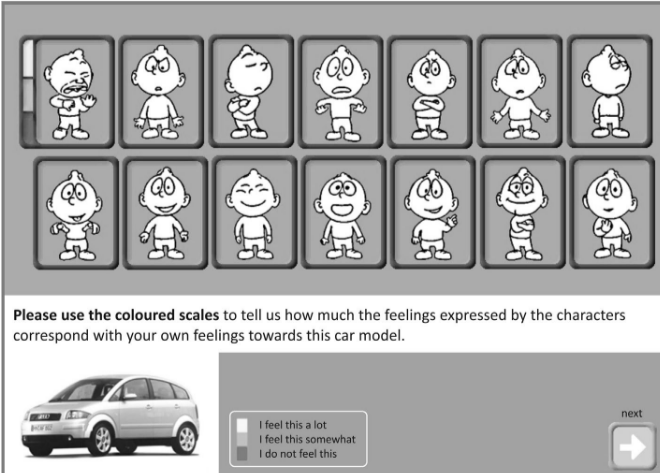 Please use the coloured scales to tell us how much the feelings expressed by the characters
correspond with your own feelings towards this car model.
next
I feel this a lot
I feel this somewhat
I do not feel this